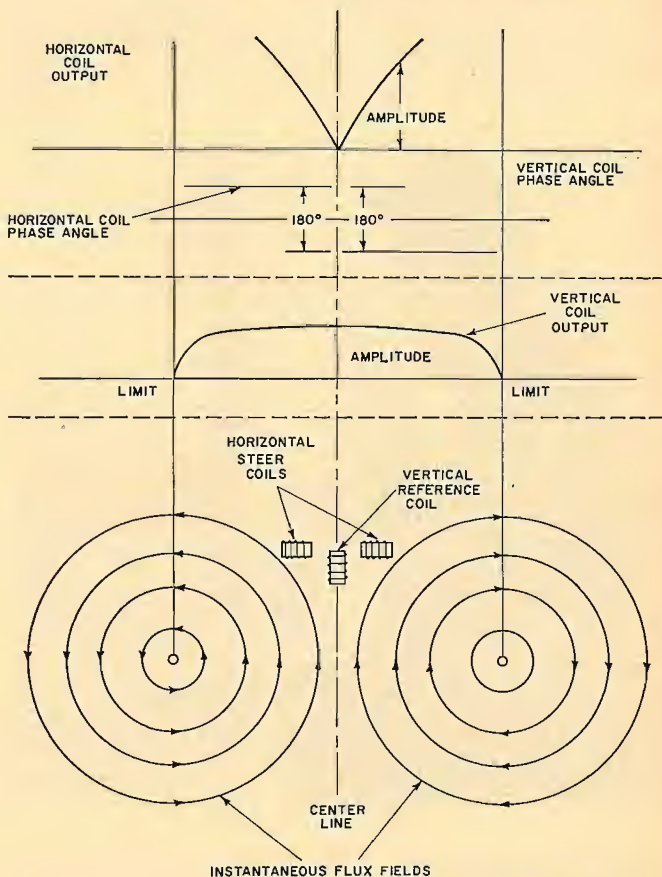 HORIZONTAL
COIL
OUTPUT
AMPLITUDE
VERTICAL COIL
PHASE ANGLE
HORIZONTAL COIL
PHASE ANGLE
180°
180°
VERTICAL
COIL
OUTPUT
AMPLITUDE
LIMIT
LIMIT
HORIZONTAL
STEER
COILS
VERTICAL
REFERENCE
COIL
CENTER
LINE
INSTANTANEOUS FLUX FIELDS